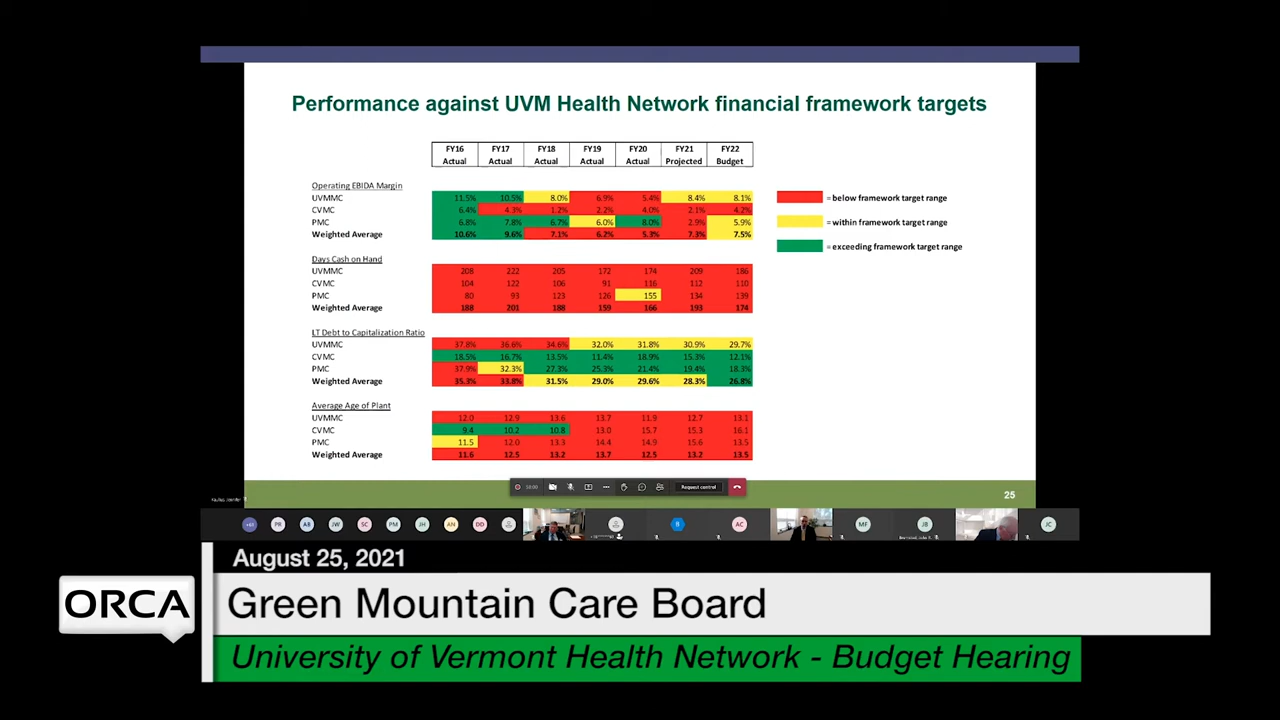 Performance against UVM Health Network financial framework targets
FY16 FY17 FY18 FY19 FY20 FY21 FY22
Actual Actual Actual Actual Actual Projected Budget
Operating EBIDA Margin
UVMMC 11.5% 10.5% 8.0% 6.9% 5.4% 8.4% 8.1%
CVMC 6.4% 4.3% 1.2% 2.2% 4.0% 2.1% 4.2%
PMC 6.8% 7.8% 6.7% 6.0% 8.0% 2.9% 5.9%
Weighted Average 10.6% 9.6% 7.1% 6.2% 5.3% 7.3% 7.5%
= below framework target range
= within framework target range
= exceeding framework target range
Days Cash on Hand
UVMMC 208 222 205 172 174 209 186
CVMC 104 122 106 91 116 112 110
PMC 80 93 123 126 155 134 139
Weighted Average 188 201 188 159 166 193 174
LT Debt to Capitalization Ratio
UVMMC 37.8% 36.6% 34.6% 32.0% 31.8% 30.9% 29.7%
CVMC 18.5% 16.7% 13.5% 11.4% 18.9% 15.3% 12.1%
PMC 37.9% 32.3% 27.3% 25.3% 21.4% 19.4% 18.3%
Weighted Average 35.3% 33.8% 31.5% 29.0% 29.6% 28.3% 26.8%
Average Age of Plant
UVMMC 12.0 12.9 13.6 13.7 11.9 12.7 13.1
CVMC 9.4 10.2 10.8 13.0 15.7 15.3 16.1
PMC 11.5 12.0 13.3 14.4 14.9 15.6 13.5
Weighted Average 11.6 12.5 13.2 13.7 12.5 13.2 13.5
Request control
25
PR AB JW SC PM JH AN DD B AC MF JB JC
August 25, 2021
ORCA
Green Mountain Care Board
University of Vermont Health Network - Budget Hearing